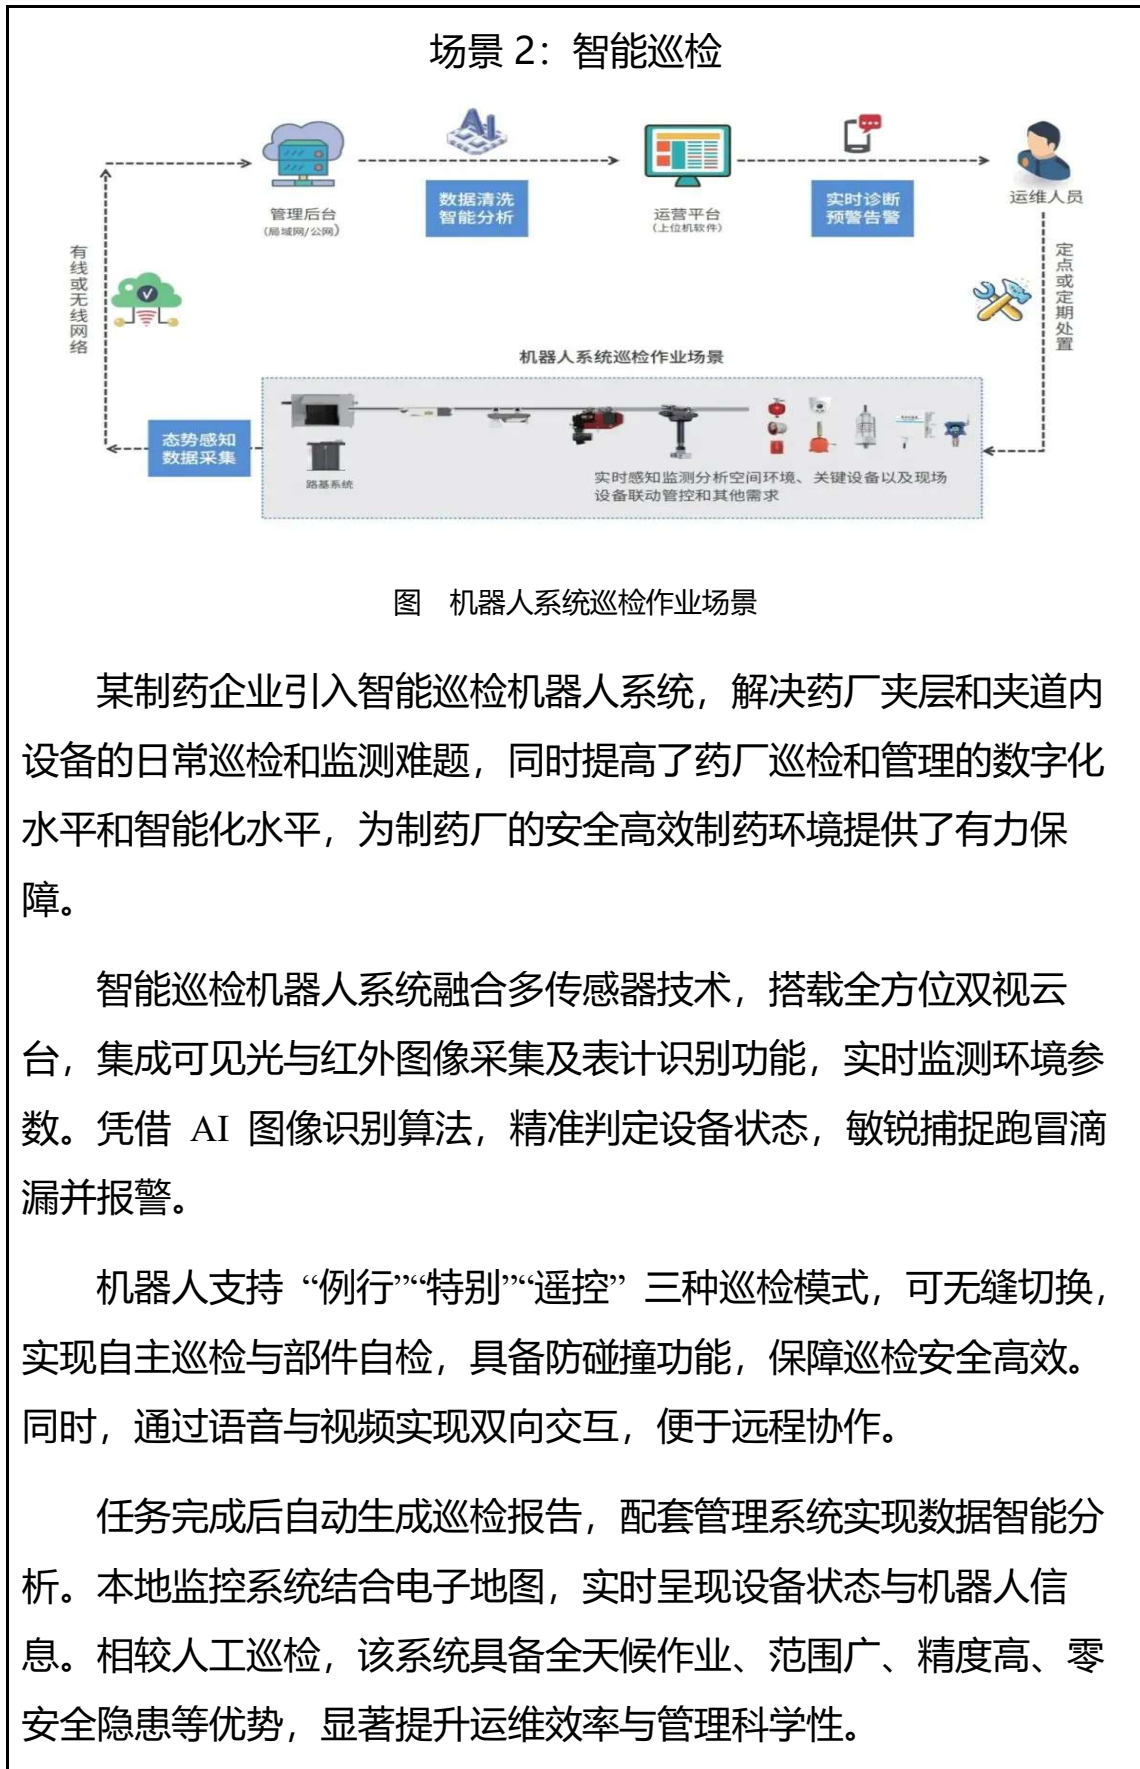 场景 2：智能巡检
AI
数据清洗
智能分析
实时诊断
预警告警
管理后台
(局域网/公网)
运营平台
(上位机软件)
运维人员
有线或无线网络
定点或定期处置
机器人系统巡检作业场景
态势感知
数据采集
路基系统
实时感知监测分析空间环境、关键设备以及现场
设备联动管控和其他需求
图 机器人系统巡检作业场景
某制药企业引入智能巡检机器人系统，解决药厂夹层和夹道内
设备的日常巡检和监测难题，同时提高了药厂巡检和管理的数字化
水平和智能化水平，为制药厂的安全高效制药环境提供了有力保
障。
智能巡检机器人系统融合多传感器技术，搭载全方位双视云
台，集成可见光与红外图像采集及表计识别功能，实时监测环境参
数。凭借 AI 图像识别算法，精准判定设备状态，敏锐捕捉跑冒滴
漏并报警。
机器人支持 “例行”“特别”“遥控” 三种巡检模式，可无缝切换，
实现自主巡检与部件自检，具备防碰撞功能，保障巡检安全高效。
同时，通过语音与视频实现双向交互，便于远程协作。
任务完成后自动生成巡检报告，配套管理系统实现数据智能分
析。本地监控系统结合电子地图，实时呈现设备状态与机器人信
息。相较人工巡检，该系统具备全天候作业、范围广、精度高、零
安全隐患等优势，显著提升运维效率与管理科学性。